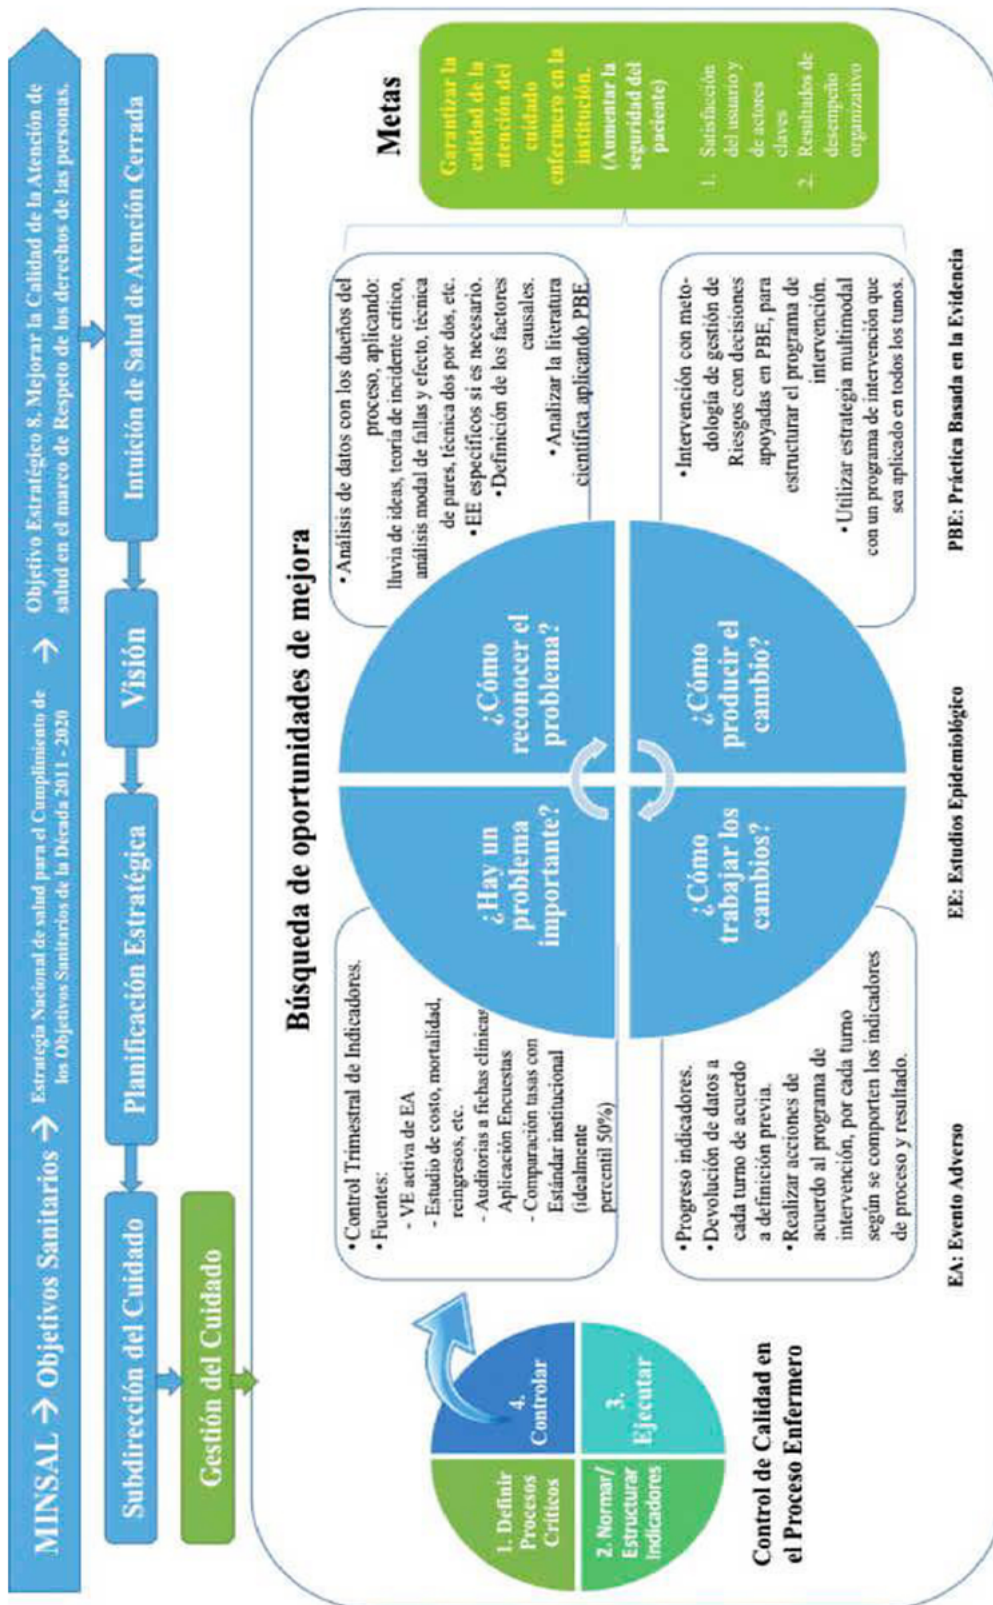 MINSAL → Objetivos Sanitarios → Estrategia Nacional de salud para el Cumplimiento de
los Objetivos Sanitarios de la Década 2011 - 2020
→ Objetivo Estratégico 8. Mejorar la Calidad de la Atención de
salud en el marco de Respeto de los derechos de las personas.
Subdirección del Cuidado
Planificación Estratégica
Visión
Intuición de Salud de Atención Cerrada
Gestión del Cuidado
Búsqueda de oportunidades de mejora
1. Definir
Procesos
Críticos
4.
Controlar
2. Normar/
Estructurar
Indicadores
3.
Ejecutar
Control de Calidad en
el Proceso Enfermero
•Control Trimestral de Indicadores.
•Fuentes:
- VE activa de EA
- Estudio de costo, mortalidad,
reingresos, etc.
- Auditorias a fichas clínicas
Aplicación Encuestas
- Comparación tasas con
Estándar institucional
(idealmente
percentil 50%)
¿Hay un
problema
importante?
¿Cómo
reconocer el
problema?
•Análisis de datos con los dueños del
proceso, aplicando:
lluvia de ideas, teoría de incidente crítico,
análisis modal de fallas y efecto, técnica
de pares, técnica dos por dos, etc.
•EE específicos si es necesario.
•Definición de los factores
causales.
•Analizar la literatura
científica aplicando PBE.
•Progreso indicadores.
•Devolución de datos a
cada turno de acuerdo
a definición previa.
•Realizar acciones de
acuerdo al programa de
intervención, por cada turno
según se comporten los indicadores
de proceso y resultado.
¿Cómo
trabajar los
cambios?
¿Cómo
producir el
cambio?
•Intervención con meto-
dología de gestión de
Riesgos con decisiones
apoyadas en PBE, para
estructurar el programa de
intervención.
•Utilizar estrategia multimodal
con un programa de intervención que
sea aplicado en todos los tunos.
Metas
Garantizar la
calidad de la
atención del
cuidado
enfermero en la
institución.
(Aumentar la
seguridad del
paciente)
1. Satisfacción
del usuario y
de actores
claves
2. Resultados de
desempeño
organizativo
EA: Evento Adverso
EE: Estudios Epidemiológico
PBE: Práctica Basada en la Evidencia